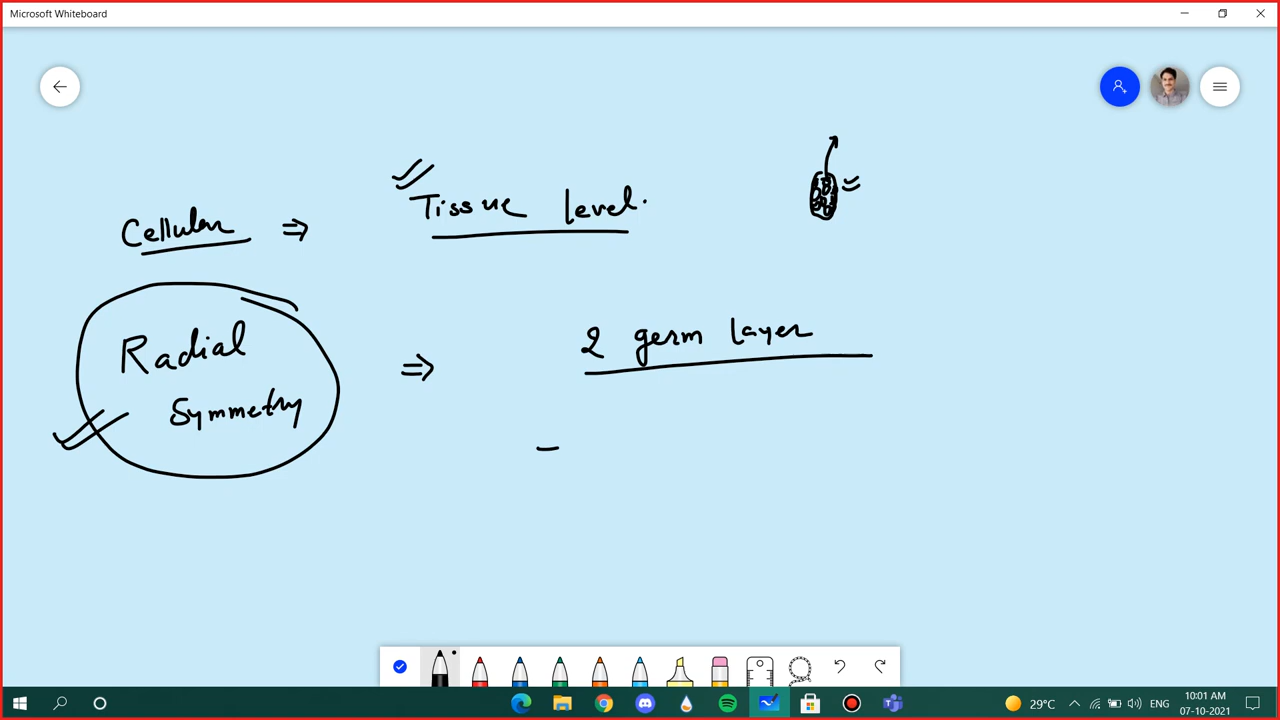 Microsoft Whiteboard
Tissue level.
Cellular ⇒
Radial
Symmetry
⇒ 2 germ layer
29°C
ENG
10:01 AM
07-10-2021